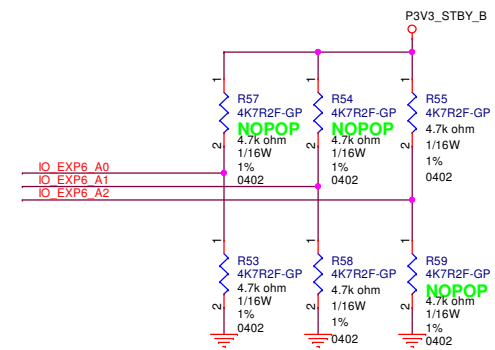 P3V3_STBY_B
1
R57
4K7R2F-GP
NOPOP
4.7k ohm
1/16W
1%
0402
2
1
R54
4K7R2F-GP
NOPOP
4.7k ohm
1/16W
1%
0402
2
1
R55
4K7R2F-GP
4.7k ohm
1/16W
1%
0402
2
IO_EXP6_A0
IO_EXP6_A1
IO_EXP6_A2
1
R53
4K7R2F-GP
4.7k ohm
1/16W
1%
0402
2
1
R58
4K7R2F-GP
4.7k ohm
1/16W
1%
0402
2
1
R59
4K7R2F-GP
NOPOP
4.7k ohm
1/16W
1%
0402
2